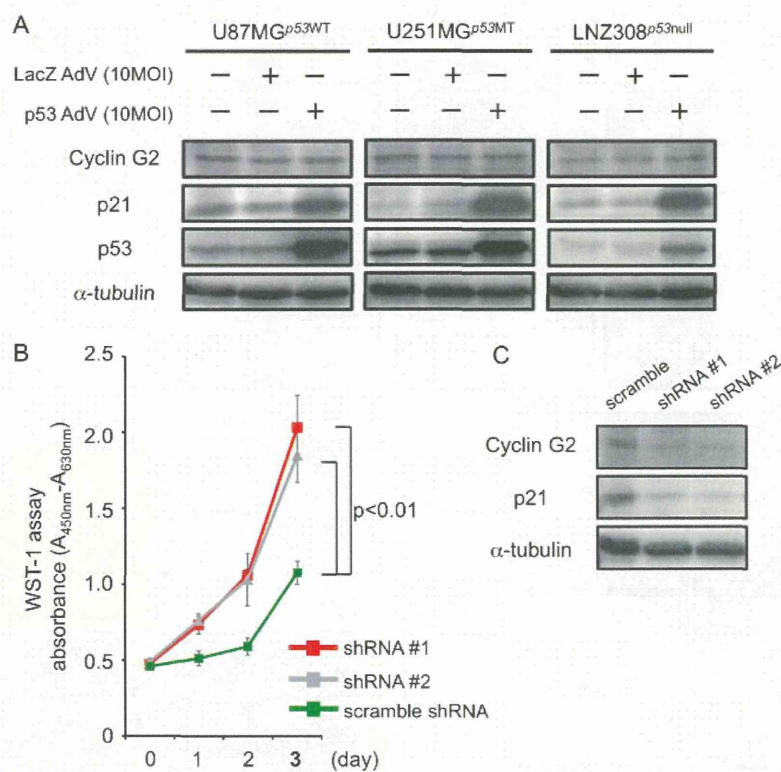 A
U87MGp53WT U251MGp53MT LNZ308p53null
LacZ AdV (10MOI) − + − − + − − + −
p53 AdV (10MOI) − − + − − + − − +
Cyclin G2
p21
p53
α-tubulin
B
WST-1 assay
absorbance (A450nm-A630nm)
2.5
2.0
1.5
1.0
0.5
0
0 1 2 3 (day)
p<0.01
shRNA #1
shRNA #2
scramble shRNA
C
scramble shRNA #1 shRNA #2
Cyclin G2
p21
α-tubulin